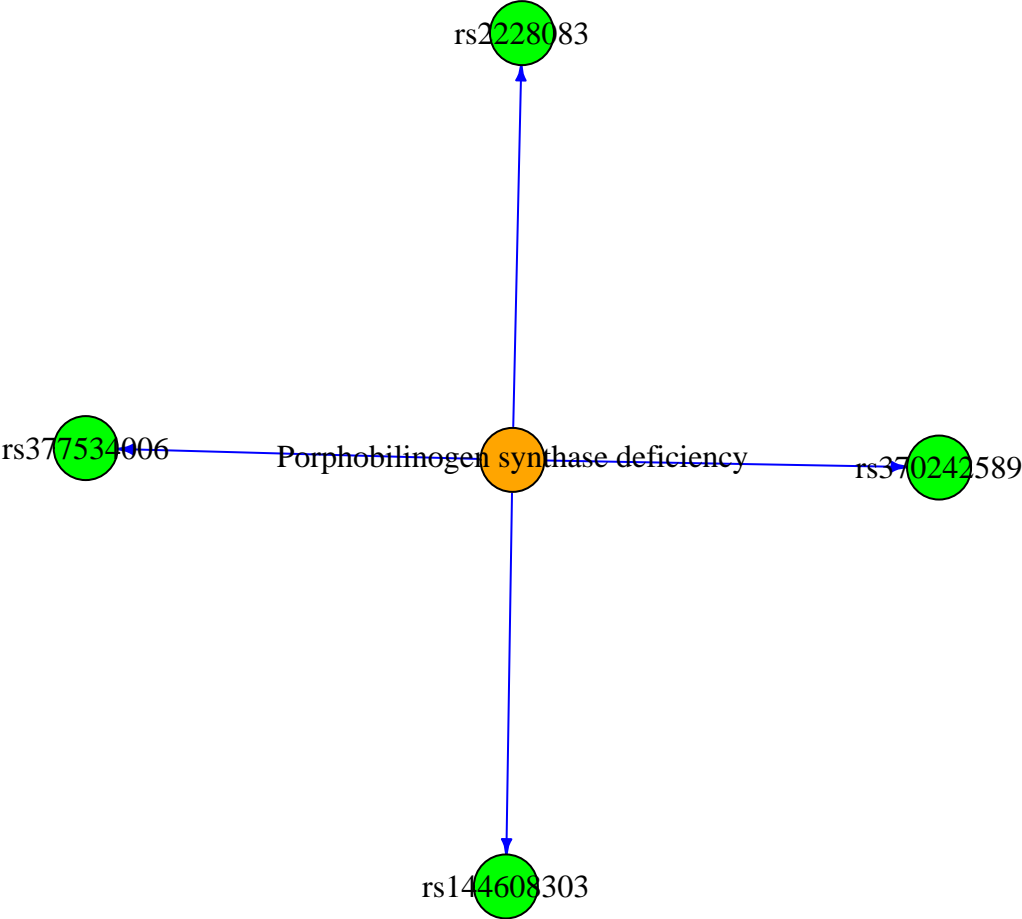 rs2228083
rs377534006
Porphobilinogen synthase deficiency
rs370242589
rs144608303